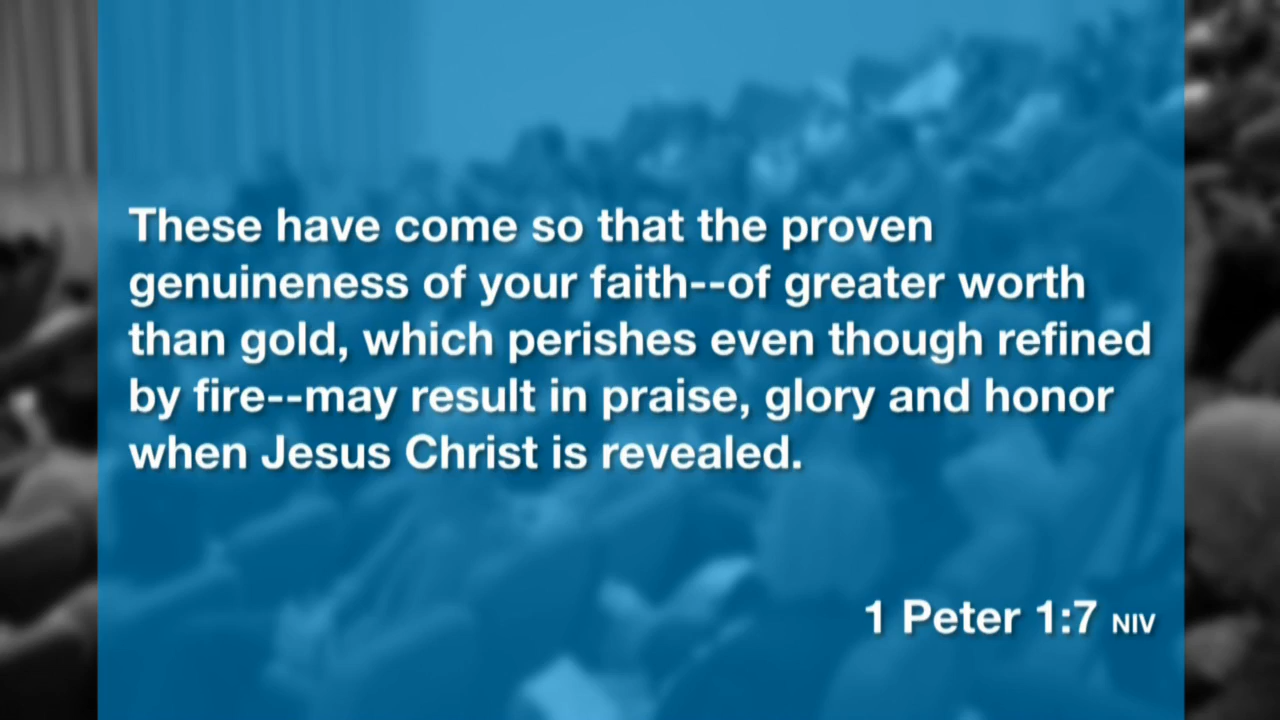 These have come so that the proven
genuineness of your faith--of greater worth
than gold, which perishes even though refined
by fire--may result in praise, glory and honor
when Jesus Christ is revealed.
1 Peter 1:7 NIV